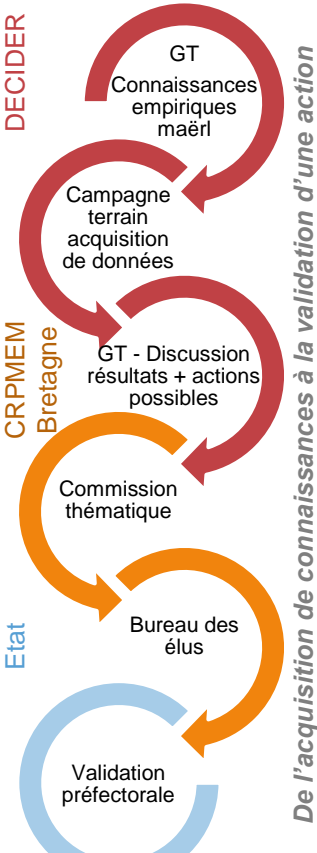 DECIDER
GT
Connaissances
empiriques
maërl
Campagne
terrain
acquisition
de données
CRPMEM
Bretagne
GT - Discussion
résultats + actions
possibles
Commission
thématique
Etat
Bureau des
élus
Validation
préfectorale
De l'acquisition de connaissances à la validation d'une action